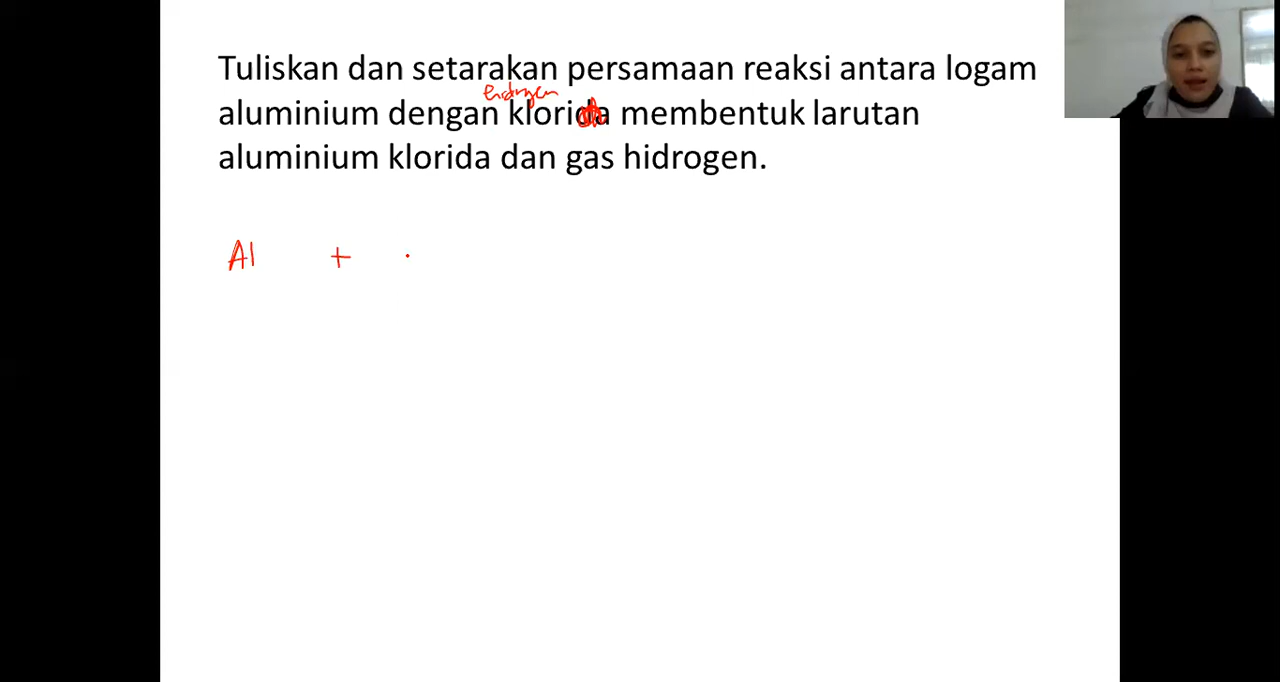 Tuliskan dan setarakan persamaan reaksi antara logam
hidrogen
aluminium dengan klorida membentuk larutan
aluminium klorida dan gas hidrogen.
Al +